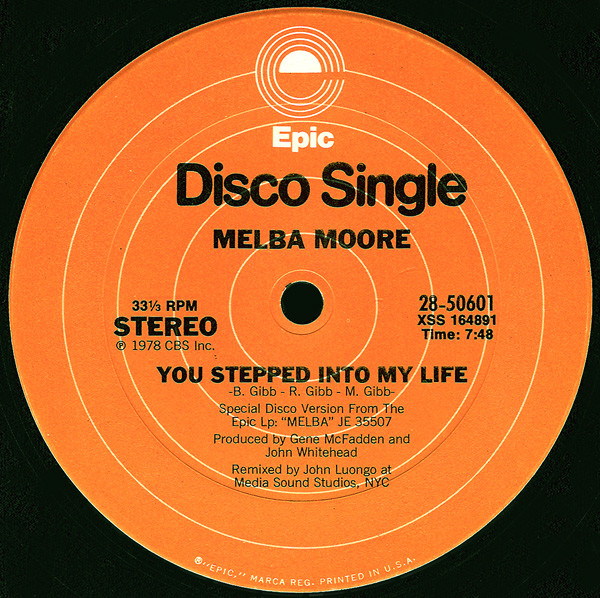 Epic
Disco Single
MELBA MOORE
33⅓ RPM
STEREO
℗ 1978 CBS Inc.
28-50601
XSS 164891
Time: 7:48
YOU STEPPED INTO MY LIFE
-B. Gibb - R. Gibb - M. Gibb-
Special Disco Version From The
Epic Lp: “MELBA” JE 35507
Produced by Gene McFadden and
John Whitehead
Remixed by John Luongo at
Media Sound Studios, NYC
®“EPIC,” MARCA REG. PRINTED IN U.S.A.